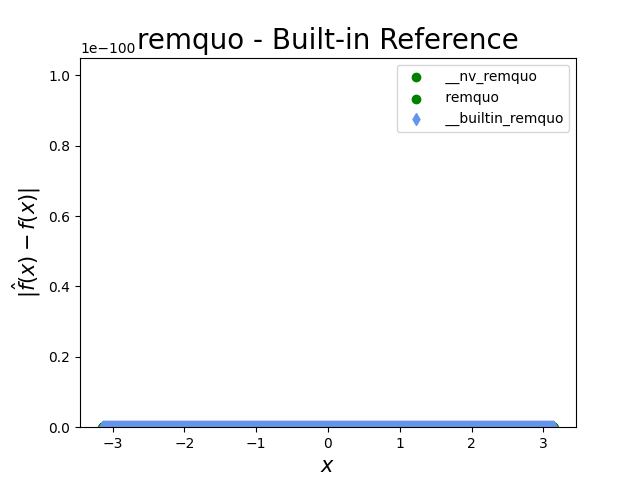 remquo - Built-in Reference
1e−100
1.0
0.8
0.6
0.4
0.2
0.0
−3
−2
−1
0
1
2
3
x
|f̂(x) − f(x)|
__nv_remquo
remquo
__builtin_remquo